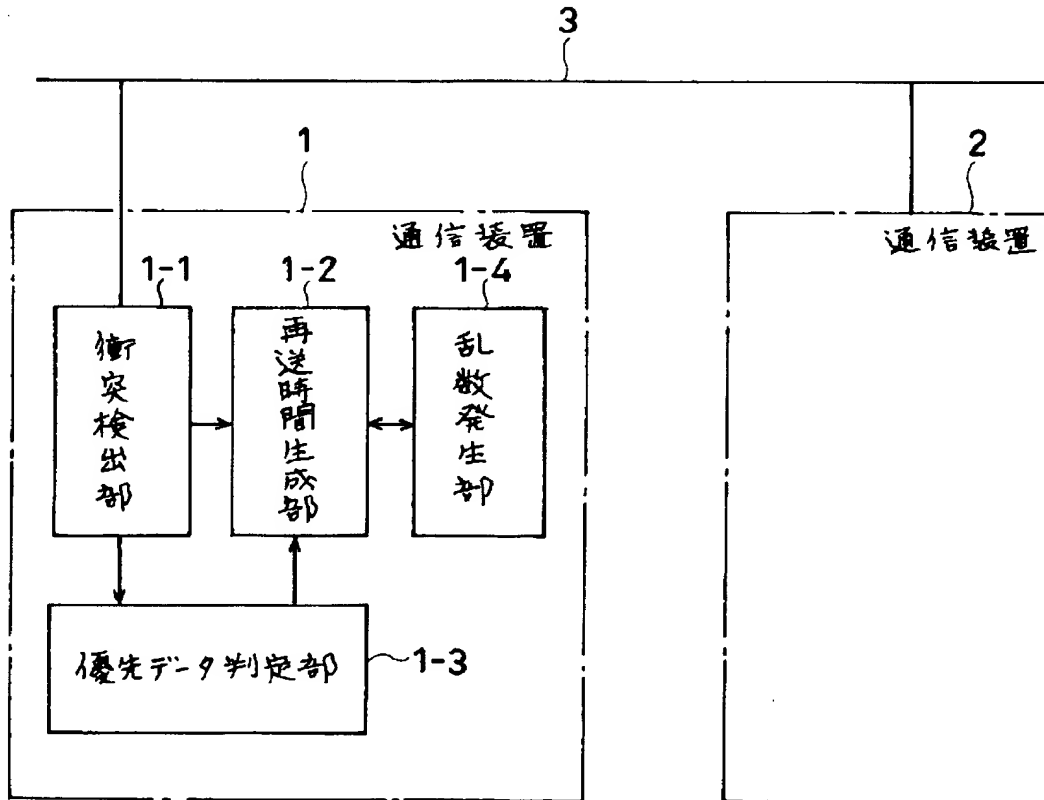 3
1
2
通信装置
通信装置
1-1
1-2
1-4
衝突検出部
再送時間生成部
乱数発生部
優先データ判定部
1-3